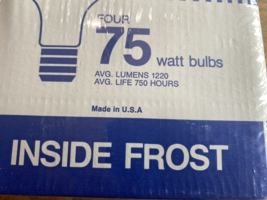 FOUR
75 watt bulbs
AVG. LUMENS 1220
AVG. LIFE 750 HOURS
Made in U.S.A
INSIDE FROST